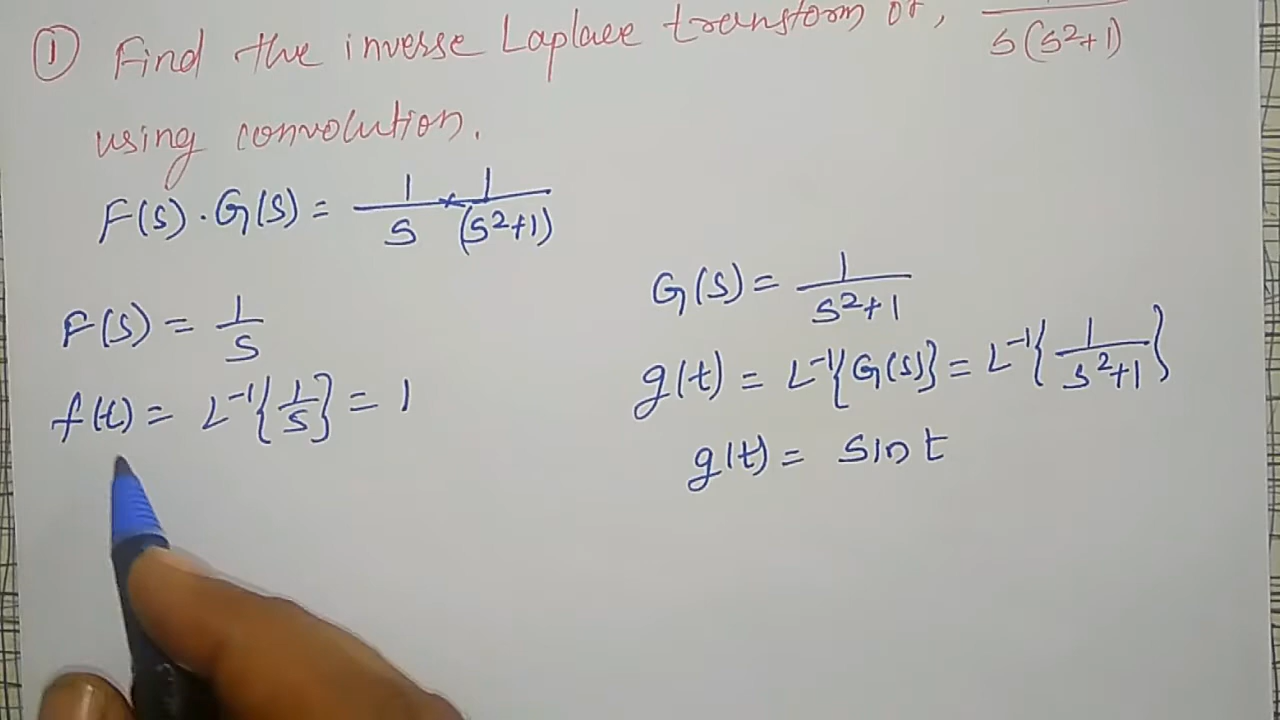 ① Find the inverse Laplace transform of, 1/s(s²+1)
using convolution.
F(s) . G(s) = 1/s × 1/(s²+1)
F(s) = 1/s
f(t) = L⁻¹{1/s} = 1
G(s) = 1/s²+1
g(t) = L⁻¹{G(s)} = L⁻¹{1/s²+1}
g(t) = sin t